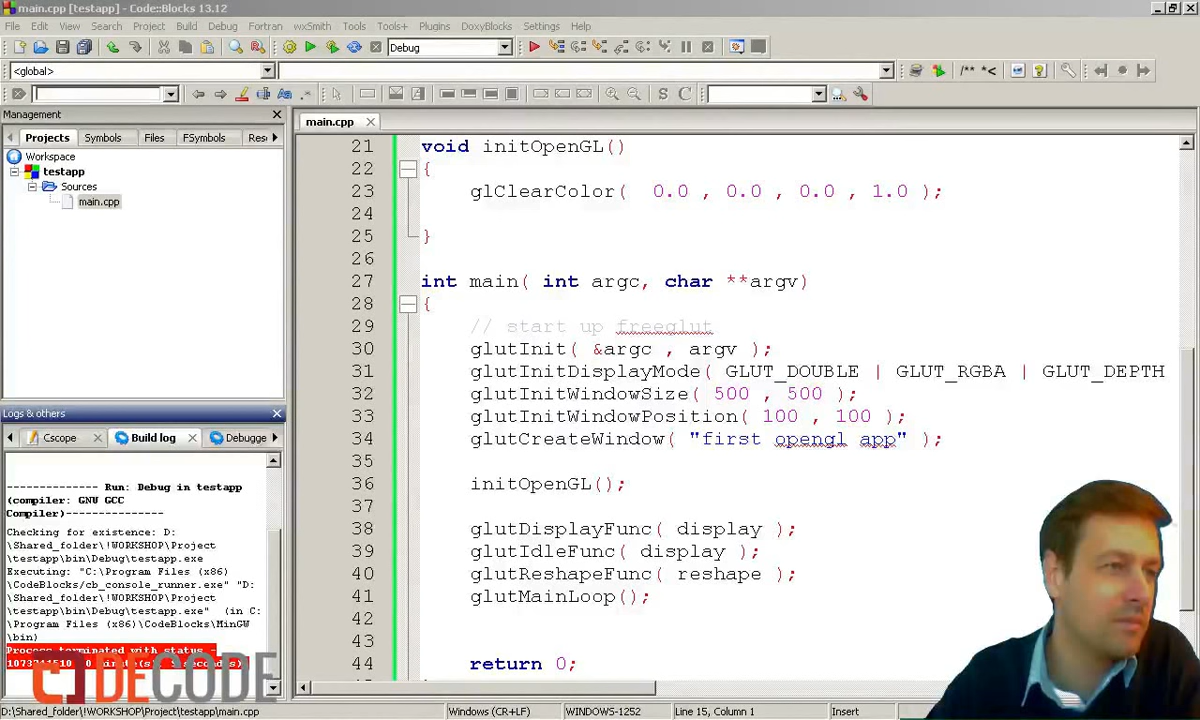 main.cpp [testapp] - Code::Blocks 13.12
File Edit View Search Project Build Debug Fortran wxSmith Tools Tools+ Plugins DoxyBlocks Settings Help
Debug
<global>
/** *<
S C
Management
main.cpp
Projects Symbols Files FSymbols Res
Workspace
testapp
Sources
main.cpp
21 void initOpenGL()
22 {
23 glClearColor( 0.0 , 0.0 , 0.0 , 1.0 );
24
25 }
26
27 int main( int argc, char **argv)
28 {
29 // start up freeglut
30 glutInit( &argc , argv );
31 glutInitDisplayMode( GLUT_DOUBLE | GLUT_RGBA | GLUT_DEPTH
32 glutInitWindowSize( 500 , 500 );
33 glutInitWindowPosition( 100 , 100 );
34 glutCreateWindow( "first opengl app" );
35
36 initOpenGL();
37
38 glutDisplayFunc( display );
39 glutIdleFunc( display );
40 glutReshapeFunc( reshape );
41 glutMainLoop();
42
43
44 return 0;
Logs & others
Cscope Build log Debugge
-------------- Run: Debug in testapp
(compiler: GNU GCC
Compiler)---------------
Checking for existence: D:
\Shared_folder\!WORKSHOP\Project
\testapp\bin\Debug\testapp.exe
Executing: "C:\Program Files (x86)
\CodeBlocks/cb_console_runner.exe" "D:
\Shared_folder\!WORKSHOP\Project
\testapp\bin\Debug\testapp.exe" (in C:
\Program Files (x86)\CodeBlocks\MinGW
\bin)
Process terminated with status -
DECODE
D:\Shared_folder\!WORKSHOP\Project\testapp\main.cpp Windows (CR+LF) WINDOWS-1252 Line 15, Column 1 Insert